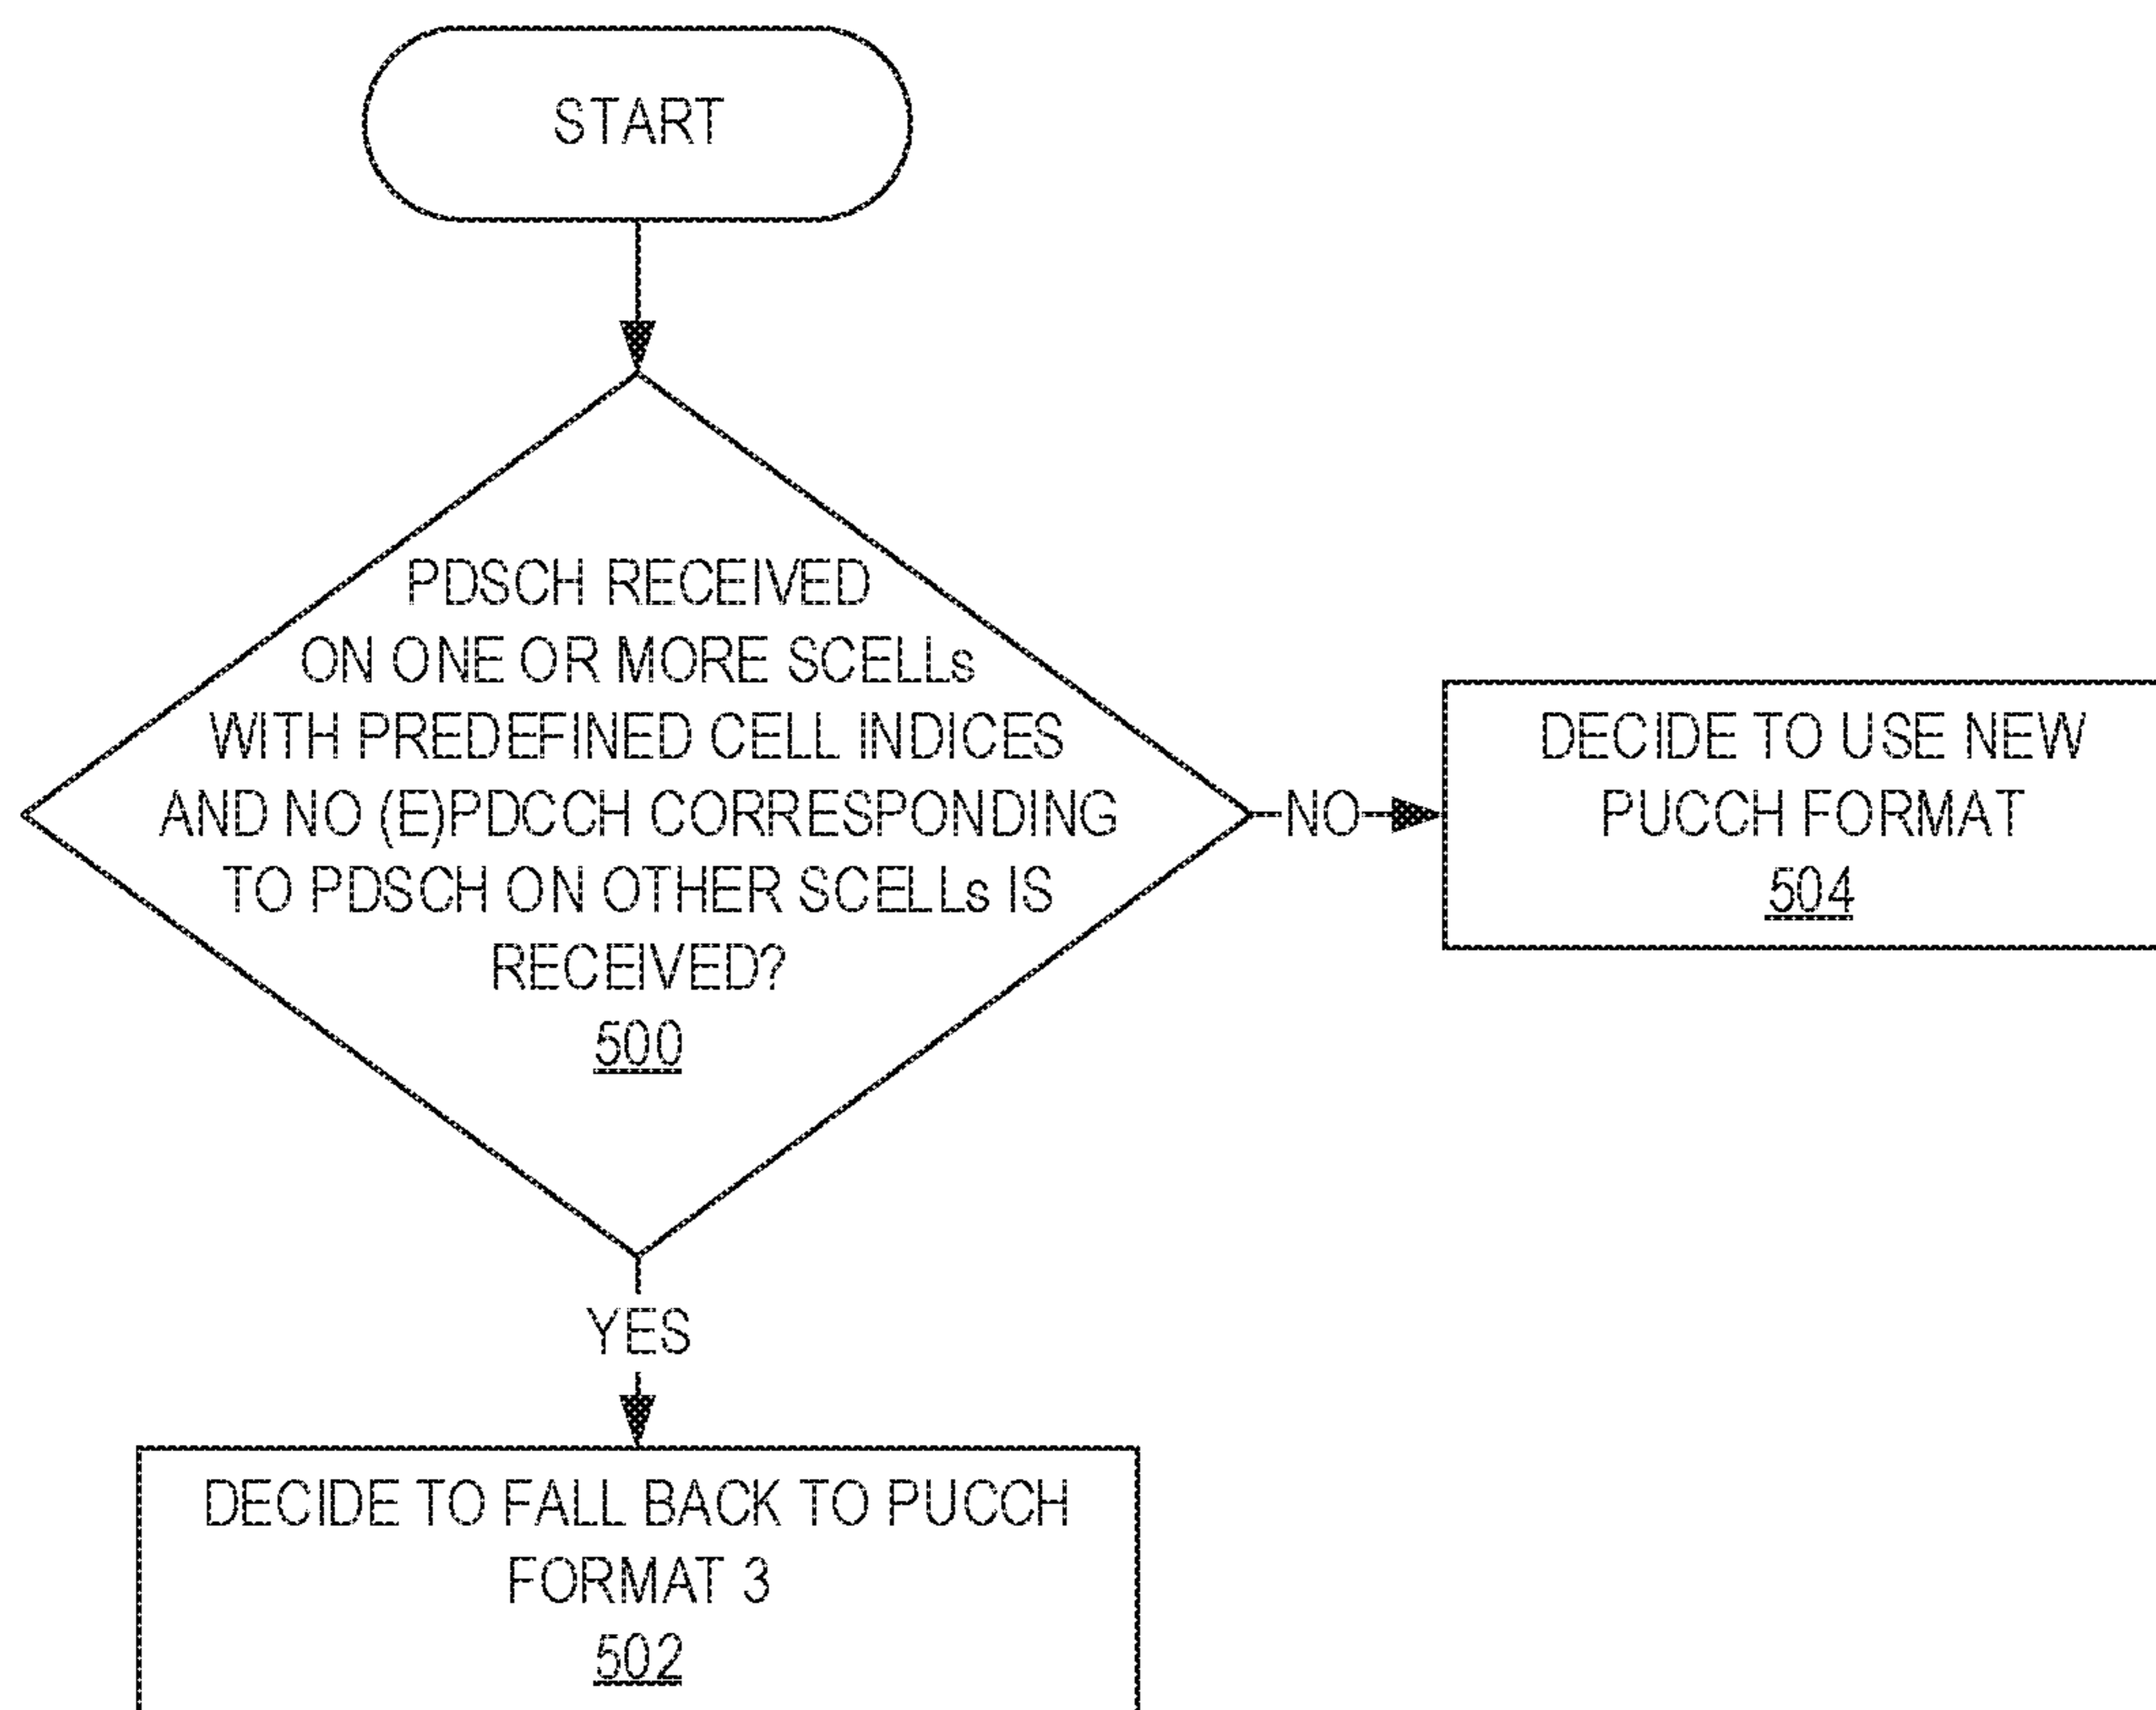 START
PDSCH RECEIVED
ON ONE OR MORE SCELLs
WITH PREDEFINED CELL INDICES
AND NO (E)PDCCH CORRESPONDING
TO PDSCH ON OTHER SCELLs IS
RECEIVED?
500
NO
DECIDE TO USE NEW
PUCCH FORMAT
504
YES
DECIDE TO FALL BACK TO PUCCH
FORMAT 3
502